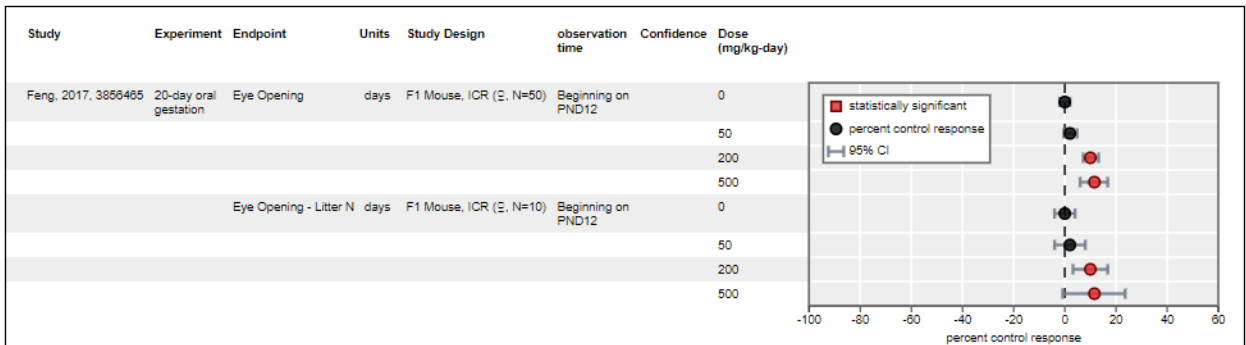 Study Experiment Endpoint Units Study Design observation time Confidence Dose (mg/kg-day)
Feng, 2017, 3856465 20-day oral gestation Eye Opening days F1 Mouse, ICR (♀, N=50) Beginning on PND12 0
50
200
500
Eye Opening - Litter N days F1 Mouse, ICR (♀, N=10) Beginning on PND12 0
50
200
500
statistically significant
percent control response
95% CI
-100 -80 -60 -40 -20 0 20 40 60
percent control response